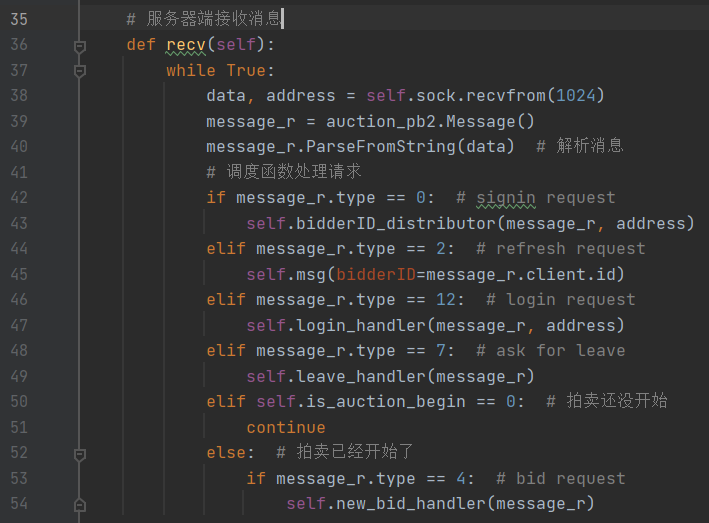 35 # 服务器端接收消息
36 def recv(self):
37 while True:
38 data, address = self.sock.recvfrom(1024)
39 message_r = auction_pb2.Message()
40 message_r.ParseFromString(data)  # 解析消息
41 # 调度函数处理请求
42 if message_r.type == 0:  # signin request
43 self.bidderID_distributor(message_r, address)
44 elif message_r.type == 2:  # refresh request
45 self.msg(bidderID=message_r.client.id)
46 elif message_r.type == 12:  # login request
47 self.login_handler(message_r, address)
48 elif message_r.type == 7:  # ask for leave
49 self.leave_handler(message_r)
50 elif self.is_auction_begin == 0:  # 拍卖还没开始
51 continue
52 else:  # 拍卖已经开始了
53 if message_r.type == 4:  # bid request
54 self.new_bid_handler(message_r)